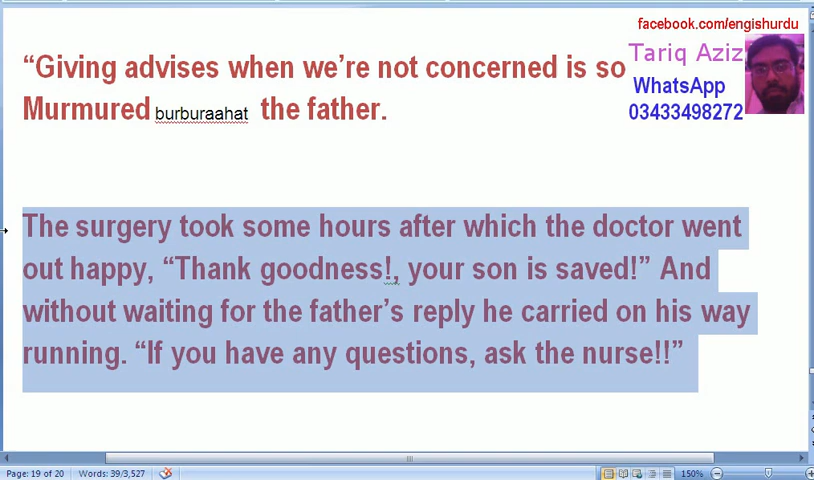 facebook.com/engishurdu
Tariq Aziz
WhatsApp
03433498272
“Giving advises when we’re not concerned is so
Murmured burburaahat the father.
The surgery took some hours after which the doctor went
out happy, “Thank goodness!, your son is saved!” And
without waiting for the father’s reply he carried on his way
running. “If you have any questions, ask the nurse!!”
Page: 19 of 20 Words: 39/3,527 150%